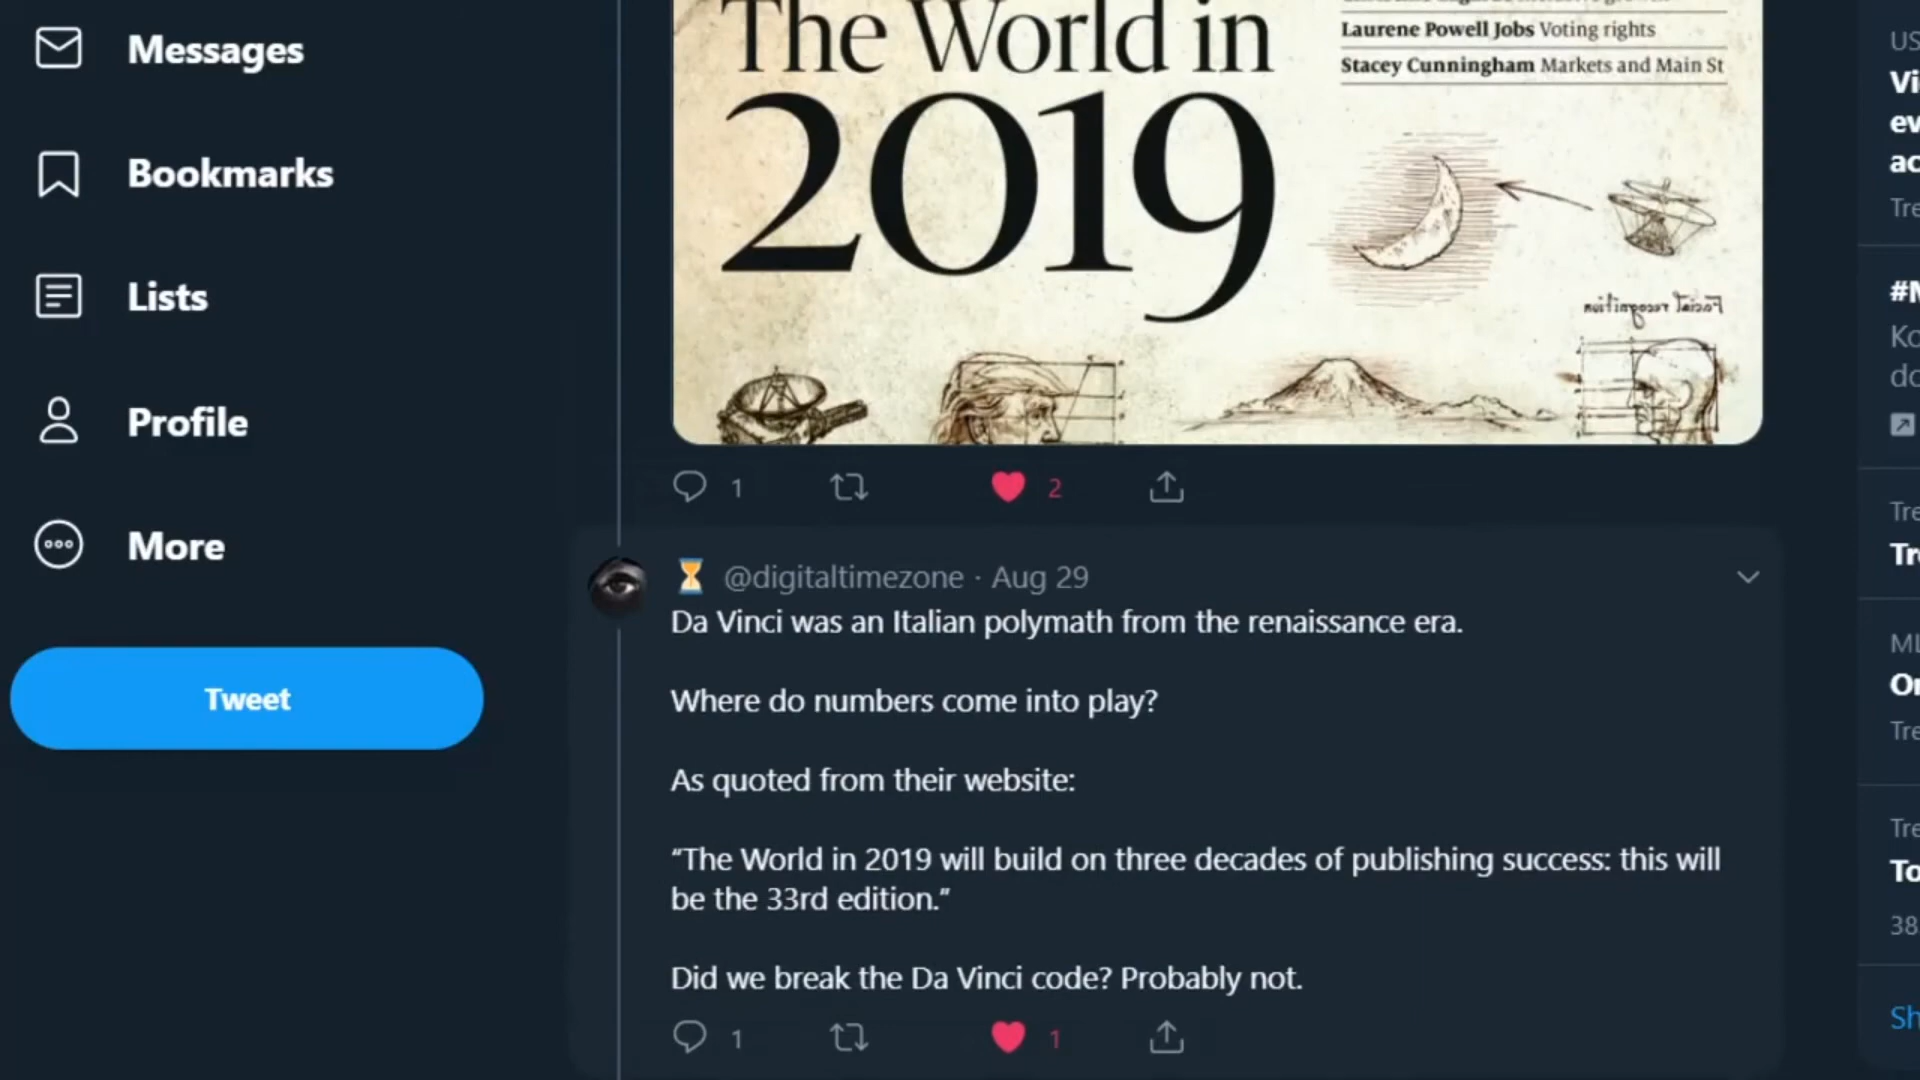 Messages
Bookmarks
Lists
Profile
More
Tweet
The World in
2019
Laurene Powell Jobs Voting rights
Stacey Cunningham Markets and Main St
Facial recognition
1
2
@digitaltimezone · Aug 29
Da Vinci was an Italian polymath from the renaissance era.
Where do numbers come into play?
As quoted from their website:
“The World in 2019 will build on three decades of publishing success: this will
be the 33rd edition.”
Did we break the Da Vinci code? Probably not.
1
1
US